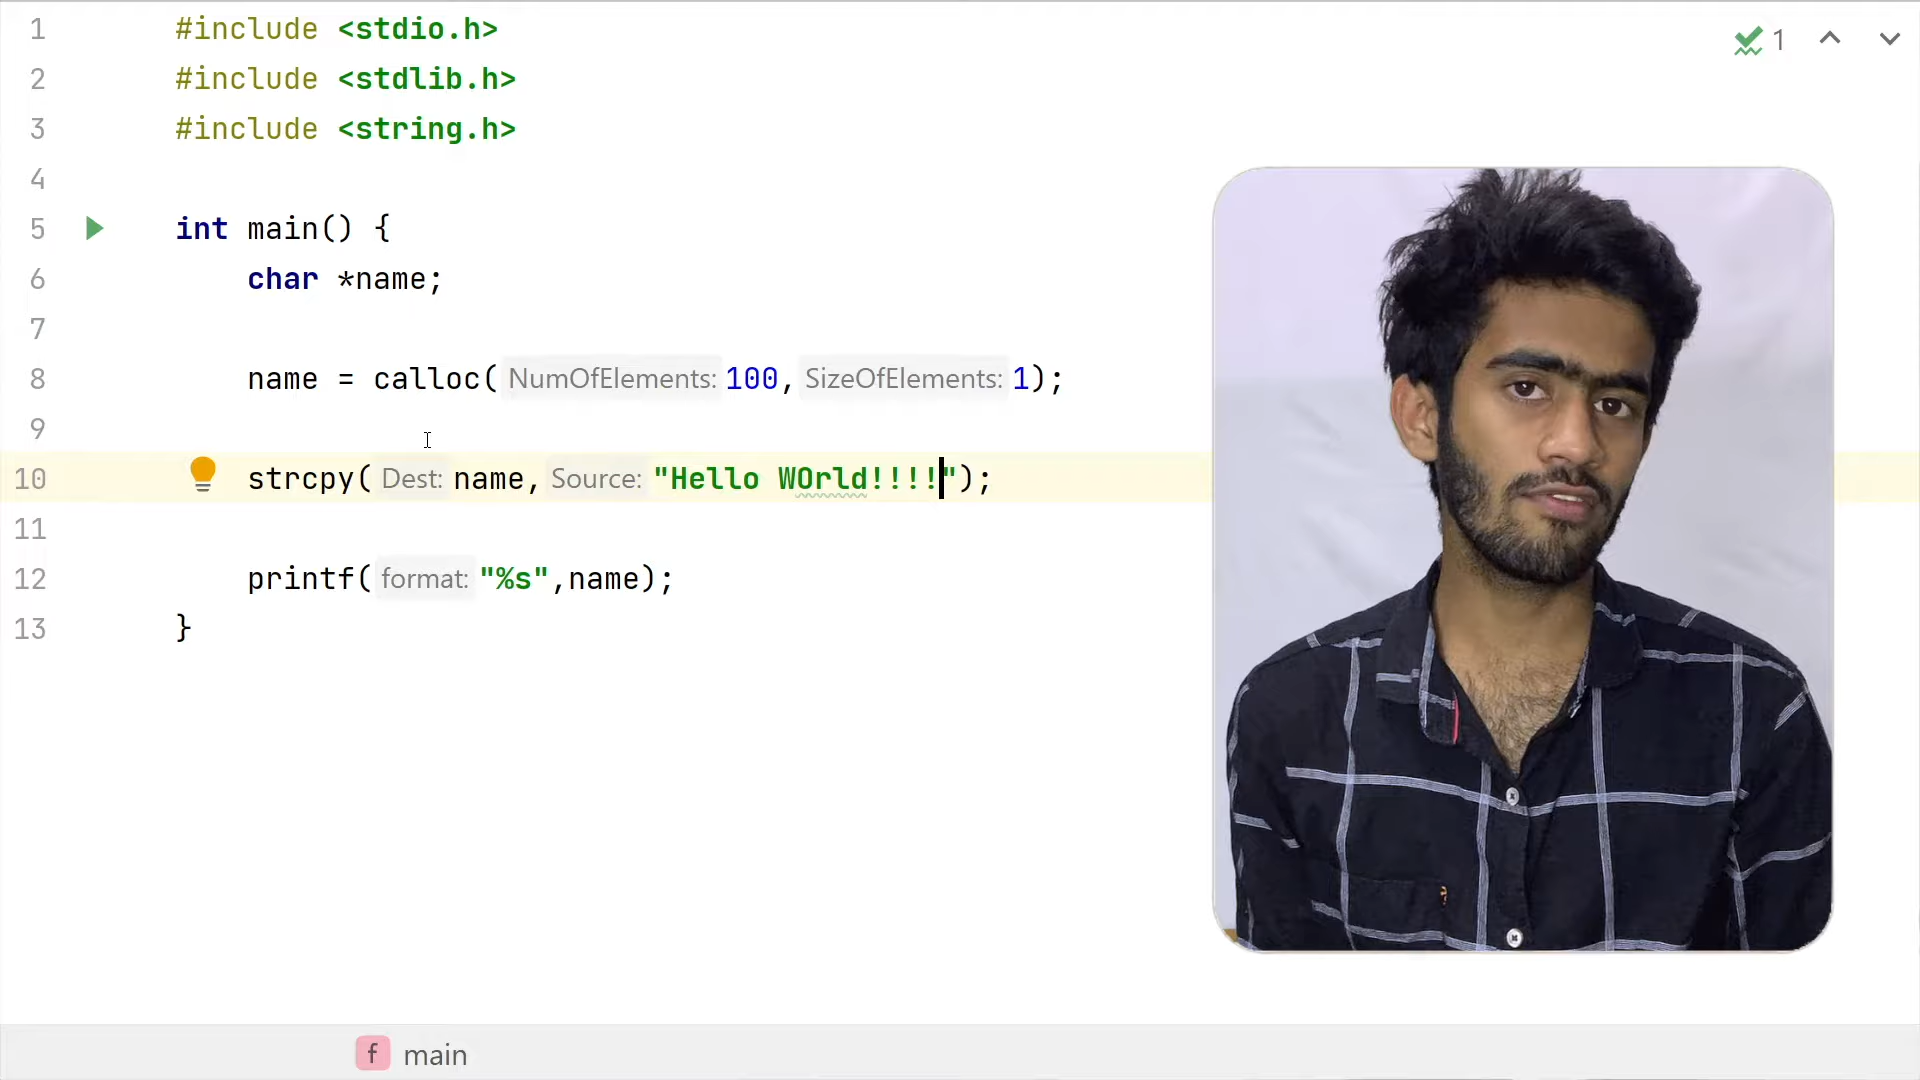 1 #include <stdio.h>
2 #include <stdlib.h>
3 #include <string.h>
4
5 int main() {
6 char *name;
7
8 name = calloc( NumOfElements: 100, SizeOfElements: 1);
9
10 strcpy( Dest: name, Source: "Hello WOrld!!!!");
11
12 printf( format: "%s",name);
13 }
1
f main